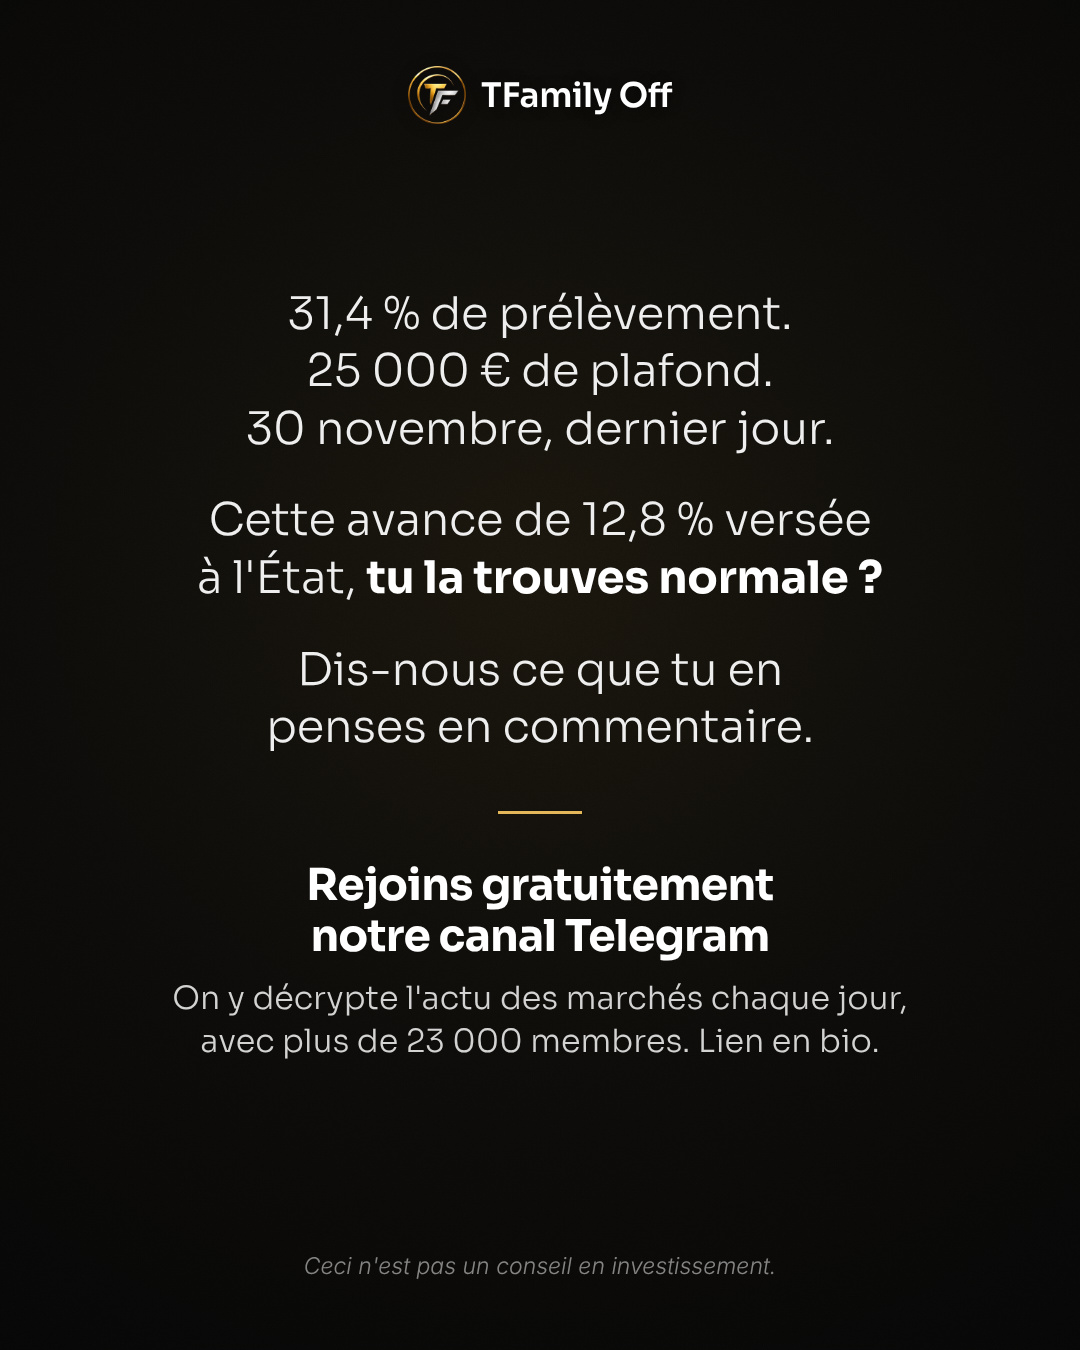 TF TFamily Off
31,4 % de prélèvement.
25 000 € de plafond.
30 novembre, dernier jour.
Cette avance de 12,8 % versée
à l'État, tu la trouves normale ?
Dis-nous ce que tu en
penses en commentaire.
Rejoins gratuitement
notre canal Telegram
On y décrypte l'actu des marchés chaque jour,
avec plus de 23 000 membres. Lien en bio.
Ceci n'est pas un conseil en investissement.